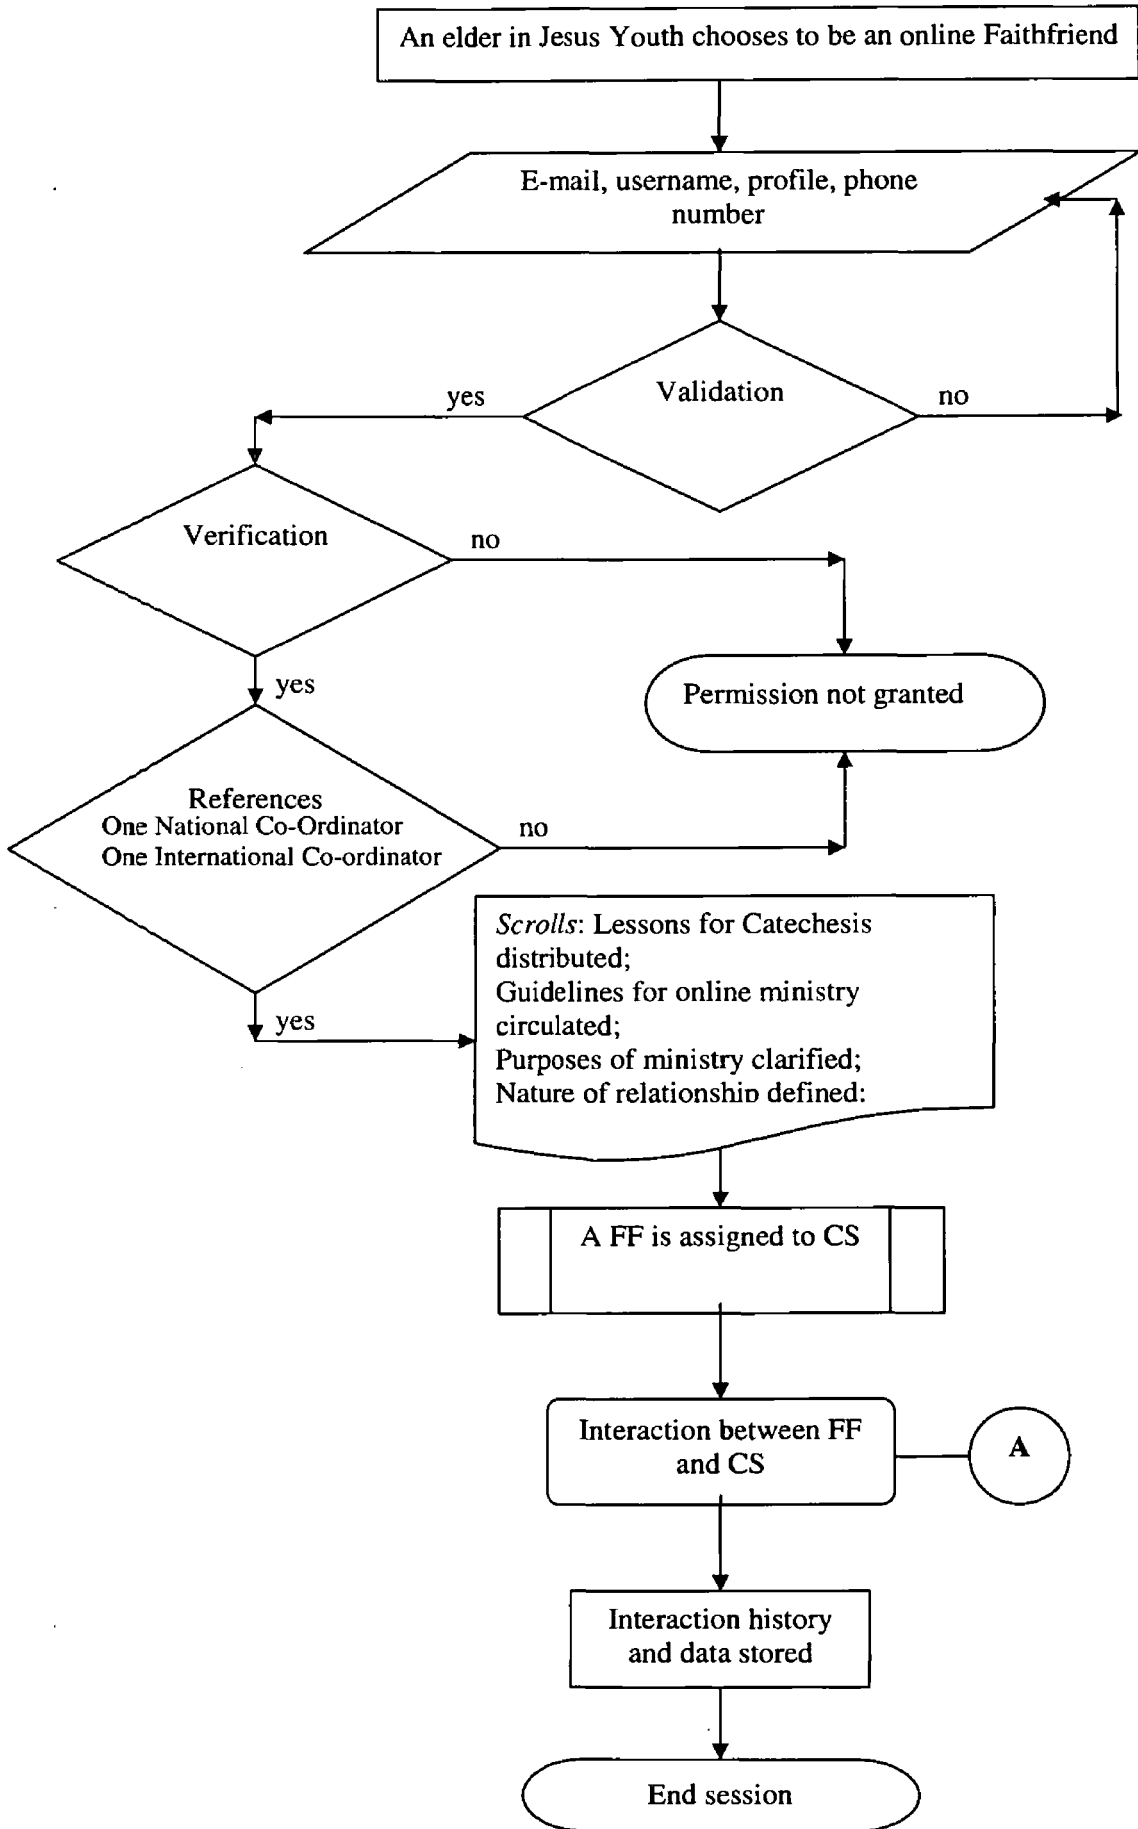 An elder in Jesus Youth chooses to be an online Faithfriend
E-mail, username, profile, phone
number
Validation
yes
no
Verification
no
yes
Permission not granted
References
One National Co-Ordinator
One International Co-ordinator
no
yes
Scrolls: Lessons for Catechesis
distributed;
Guidelines for online ministry
circulated;
Purposes of ministry clarified;
Nature of relationship defined;
A FF is assigned to CS
Interaction between FF
and CS
A
Interaction history
and data stored
End session